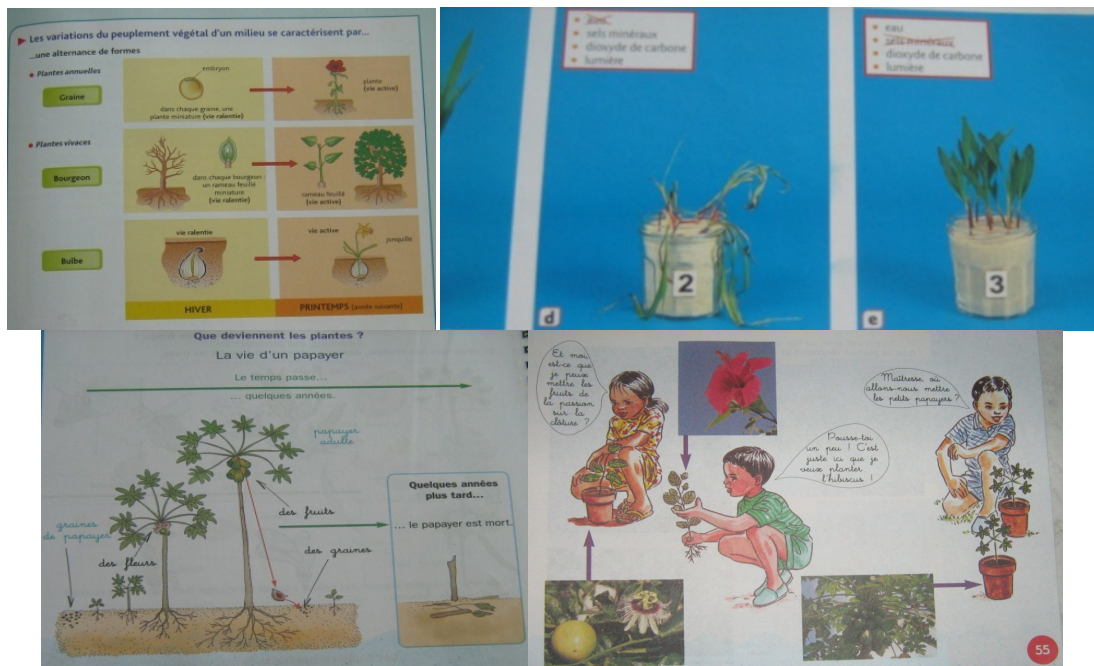 Les variations du peuplement végétal d'un milieu se caractérisent par...
...une alternance de formes
• Plantes annuelles
Graine
embryon
dans chaque graine, une
plante miniature (vie ralentie)
plante
(vie active)
• Plantes vivaces
Bourgeon
dans chaque bourgeon :
un rameau feuillé
miniature
(vie ralentie)
rameau feuillé
(vie active)
Bulbe
vie ralentie
vie active
jonquille
HIVER
PRINTEMPS (année suivante)
• eau
• sels minéraux
• dioxyde de carbone
• lumière
2
d
• eau
• sels minéraux
• dioxyde de carbone
• lumière
3
e
Que deviennent les plantes ?
La vie d'un papayer
Le temps passe...
... quelques années.
papayer
adulte
des fruits
graines
de papayes
des fleurs
des graines
Quelques années
plus tard...
... le papayer est mort.
Et moi,
est-ce que
je peux
mettre les
fruits de
la passion
sur la
clôture ?
Pousse-toi
un peu ! C'est
juste ici que je
veux planter
l'hibiscus !
Maîtresse, où
allons-nous mettre
les petits papayers ?
55